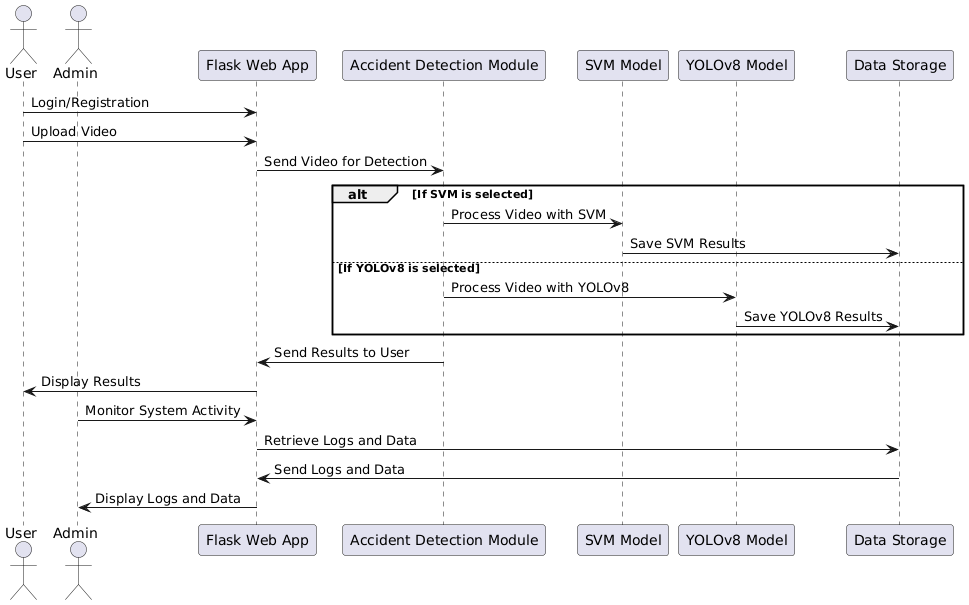 User
Admin
Flask Web App
Accident Detection Module
SVM Model
YOLOv8 Model
Data Storage
Login/Registration
Upload Video
Send Video for Detection
alt
[If SVM is selected]
Process Video with SVM
Save SVM Results
[If YOLOv8 is selected]
Process Video with YOLOv8
Save YOLOv8 Results
Send Results to User
Display Results
Monitor System Activity
Retrieve Logs and Data
Send Logs and Data
Display Logs and Data
User
Admin
Flask Web App
Accident Detection Module
SVM Model
YOLOv8 Model
Data Storage